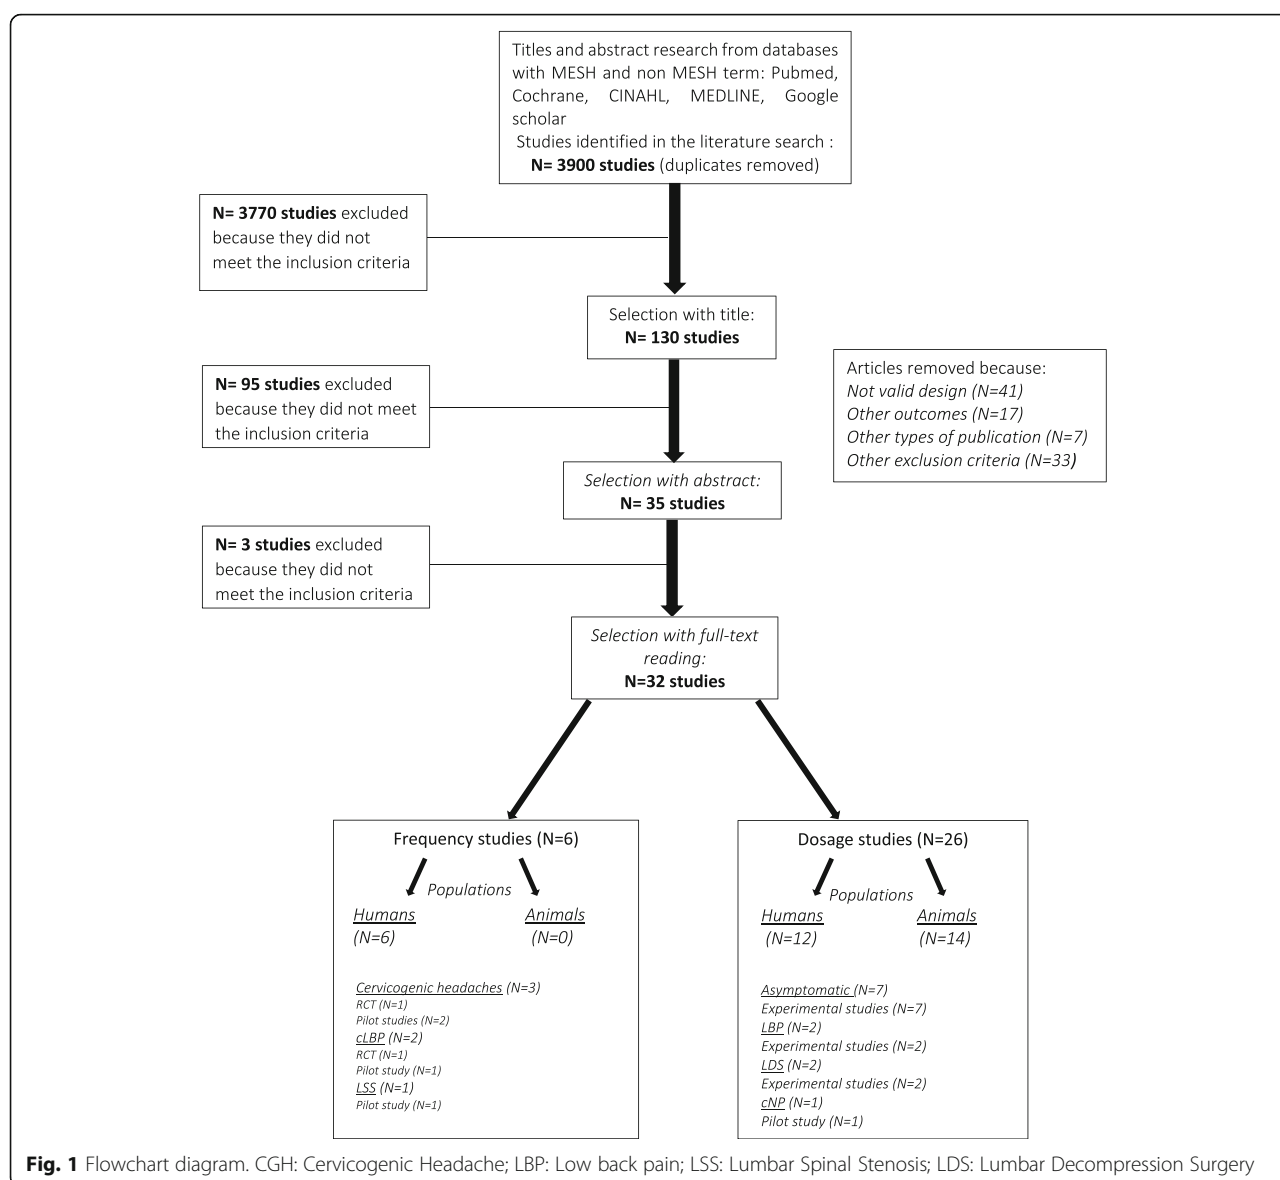 Titles and abstract research from databases
with MESH and non MESH term: Pubmed,
Cochrane, CINAHL, MEDLINE, Google
scholar
Studies identified in the literature search :
N= 3900 studies (duplicates removed)
N= 3770 studies excluded
because they did not
meet the inclusion criteria
Selection with title:
N= 130 studies
N= 95 studies excluded
because they did not meet
the inclusion criteria
Articles removed because:
Not valid design (N=41)
Other outcomes (N=17)
Other types of publication (N=7)
Other exclusion criteria (N=33)
Selection with abstract:
N= 35 studies
N= 3 studies excluded
because they did not
meet the inclusion criteria
Selection with full-text
reading:
N=32 studies
Frequency studies (N=6)
Populations
Humans
(N=6)
Animals
(N=0)
Cervicogenic headaches (N=3)
RCT (N=1)
Pilot studies (N=2)
cLBP (N=2)
RCT (N=1)
Pilot study (N=1)
LSS (N=1)
Pilot study (N=1)
Dosage studies (N=26)
Populations
Humans
(N=12)
Animals
(N=14)
Asymptomatic (N=7)
Experimental studies (N=7)
LBP (N=2)
Experimental studies (N=2)
LDS (N=2)
Experimental studies (N=2)
cNP (N=1)
Pilot study (N=1)
Fig. 1 Flowchart diagram. CGH: Cervicogenic Headache; LBP: Low back pain; LSS: Lumbar Spinal Stenosis; LDS: Lumbar Decompression Surgery